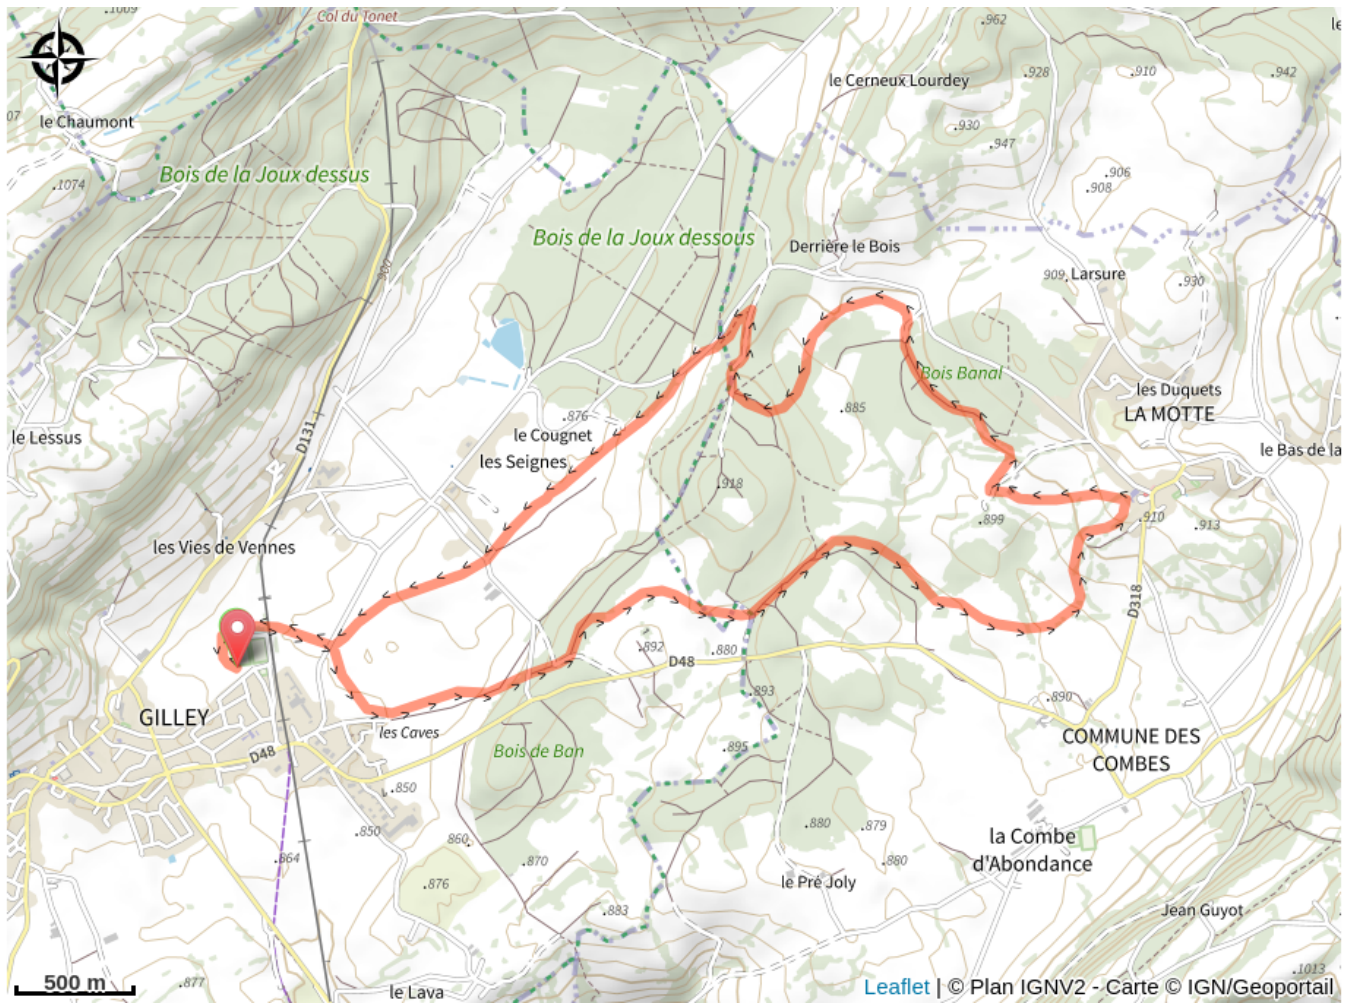 .1069
Col du Tonet
.962
le Cerneux Lourdey
.928
.910
.942
07
le Chaumont
.930
.947
.906
.908
Bois de la Joux dessus
.1074
Bois de la Joux dessous
Derrière le Bois
900
909
Larsure
.930
Bois Banal
les Duquets
.885
LA MOTTE
.876
D131
le Lessus
le Cougnet
les Seignes
le Bas de la
.918
.899
.910
.913
les Vies de Vennes
D318
.892
.880
D48
.893
.890
GILLEY
les Caves
COMMUNE DES
COMBES
Bois de Ban
.895
D48
.850
.850
860
.880
.879
la Combe
d'Abondance
.864
.870
.880
.876
le Pré Joly
.883
Jean Guyot
.1013
.877
500 m
le Lava
Leaflet | © Plan IGNV2 - Carte © IGN/Geoportail